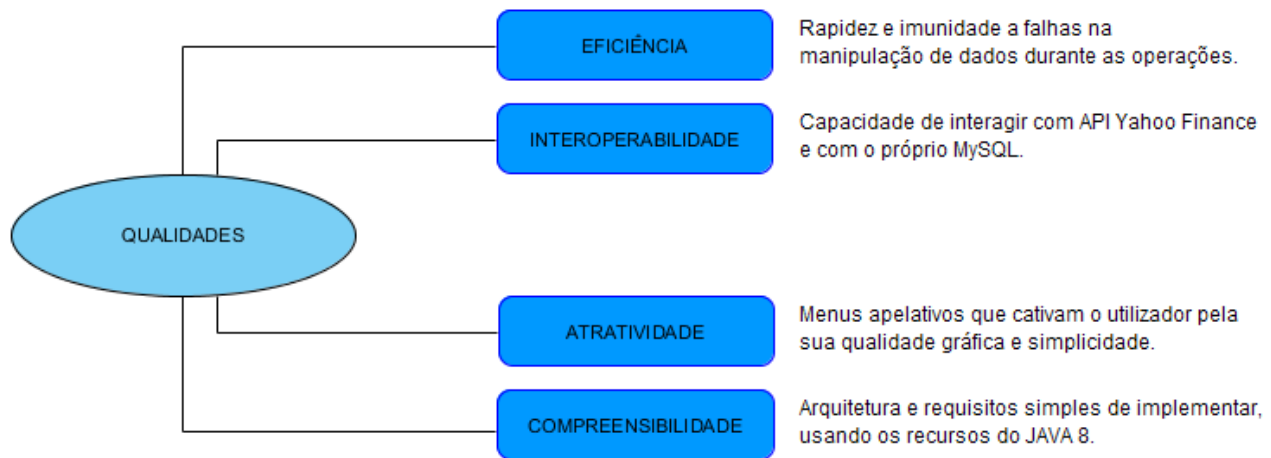 EFICIÊNCIA
Rapidez e imunidade a falhas na
manipulação de dados durante as operações.
INTEROPERABILIDADE
Capacidade de interagir com API Yahoo Finance
e com o próprio MySQL.
QUALIDADES
ATRATIVIDADE
Menus apelativos que cativam o utilizador pela
sua qualidade gráfica e simplicidade.
COMPREENSIBILIDADE
Arquitetura e requisitos simples de implementar,
usando os recursos do JAVA 8.